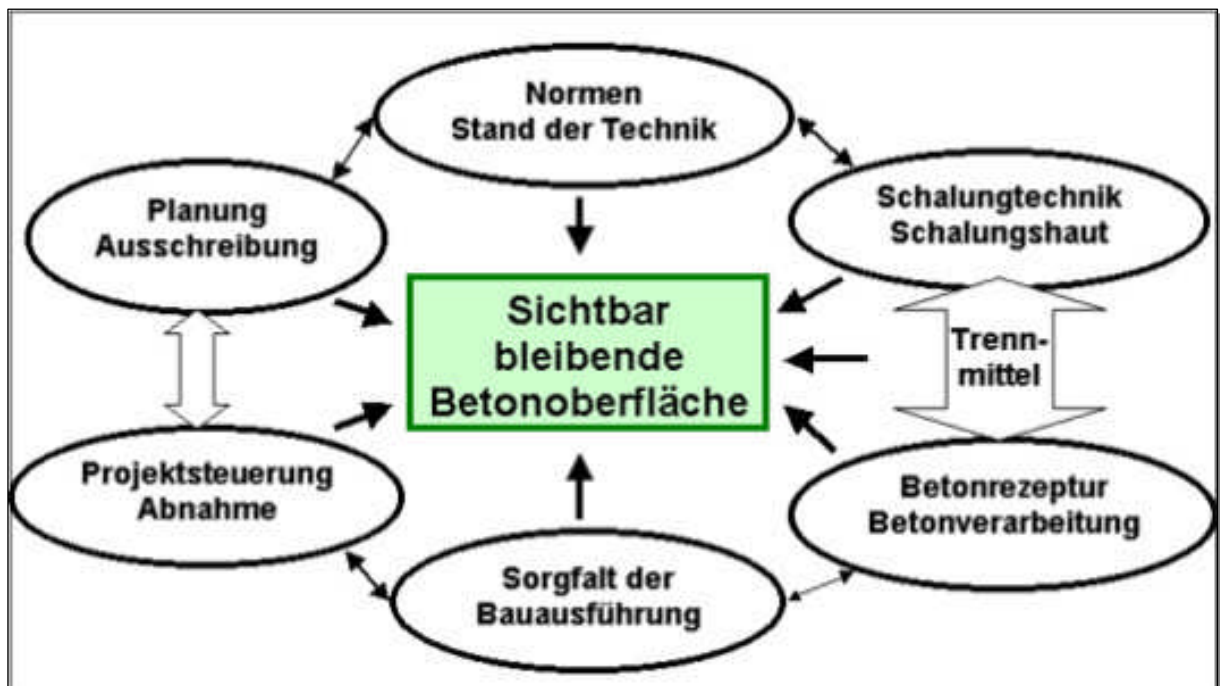 Normen
Stand der Technik
Planung
Ausschreibung
Schalungtechnik
Schalungshaut
Sichtbar
bleibende
Betonoberfläche
Trenn-
mittel
Projektsteuerung
Abnahme
Betonrezeptur
Betonverarbeitung
Sorgfalt der
Bauausführung